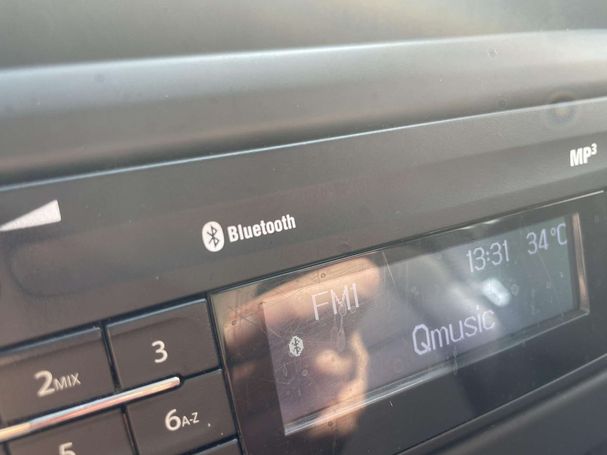 MP3
Bluetooth
13:31 34°C
FM1
Qmusic
3
2MIX
6A-Z
5